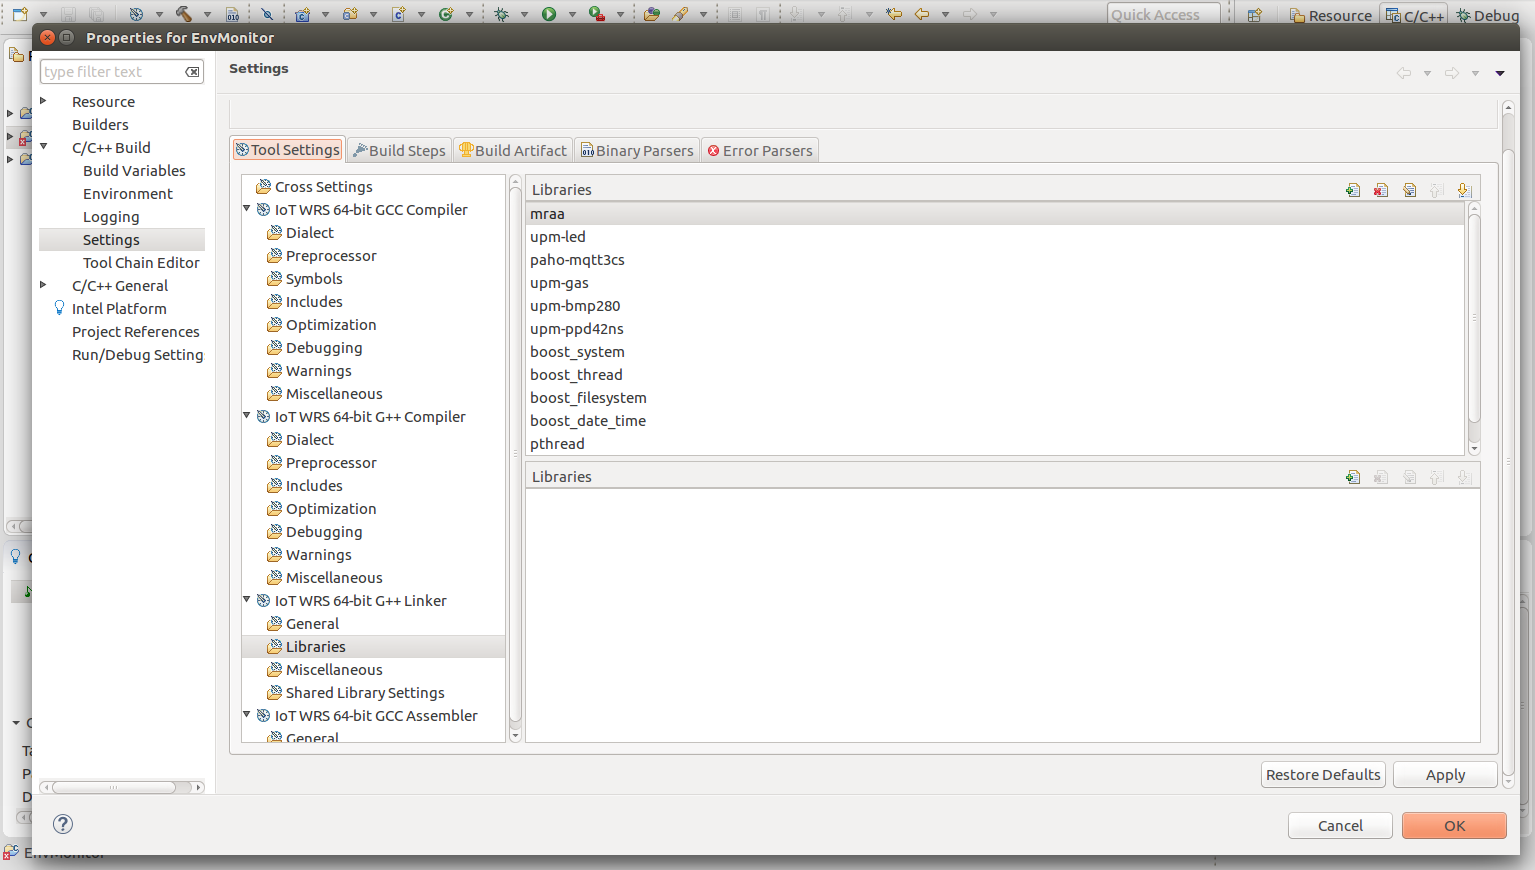 Quick Access
Resource
C/C++
Debug
Properties for EnvMonitor
type filter text
Settings
Resource
Builders
C/C++ Build
Build Variables
Environment
Logging
Settings
Tool Chain Editor
C/C++ General
Intel Platform
Project References
Run/Debug Setting
Tool Settings
Build Steps
Build Artifact
Binary Parsers
Error Parsers
Cross Settings
IoT WRS 64-bit GCC Compiler
Dialect
Preprocessor
Symbols
Includes
Optimization
Debugging
Warnings
Miscellaneous
IoT WRS 64-bit G++ Compiler
Dialect
Preprocessor
Includes
Optimization
Debugging
Warnings
Miscellaneous
IoT WRS 64-bit G++ Linker
General
Libraries
Miscellaneous
Shared Library Settings
IoT WRS 64-bit GCC Assembler
General
Libraries
mraa
upm-led
paho-mqtt3cs
upm-gas
upm-bmp280
upm-ppd42ns
boost_system
boost_thread
boost_filesystem
boost_date_time
pthread
Libraries
Restore Defaults
Apply
Cancel
OK
EnvMonitor